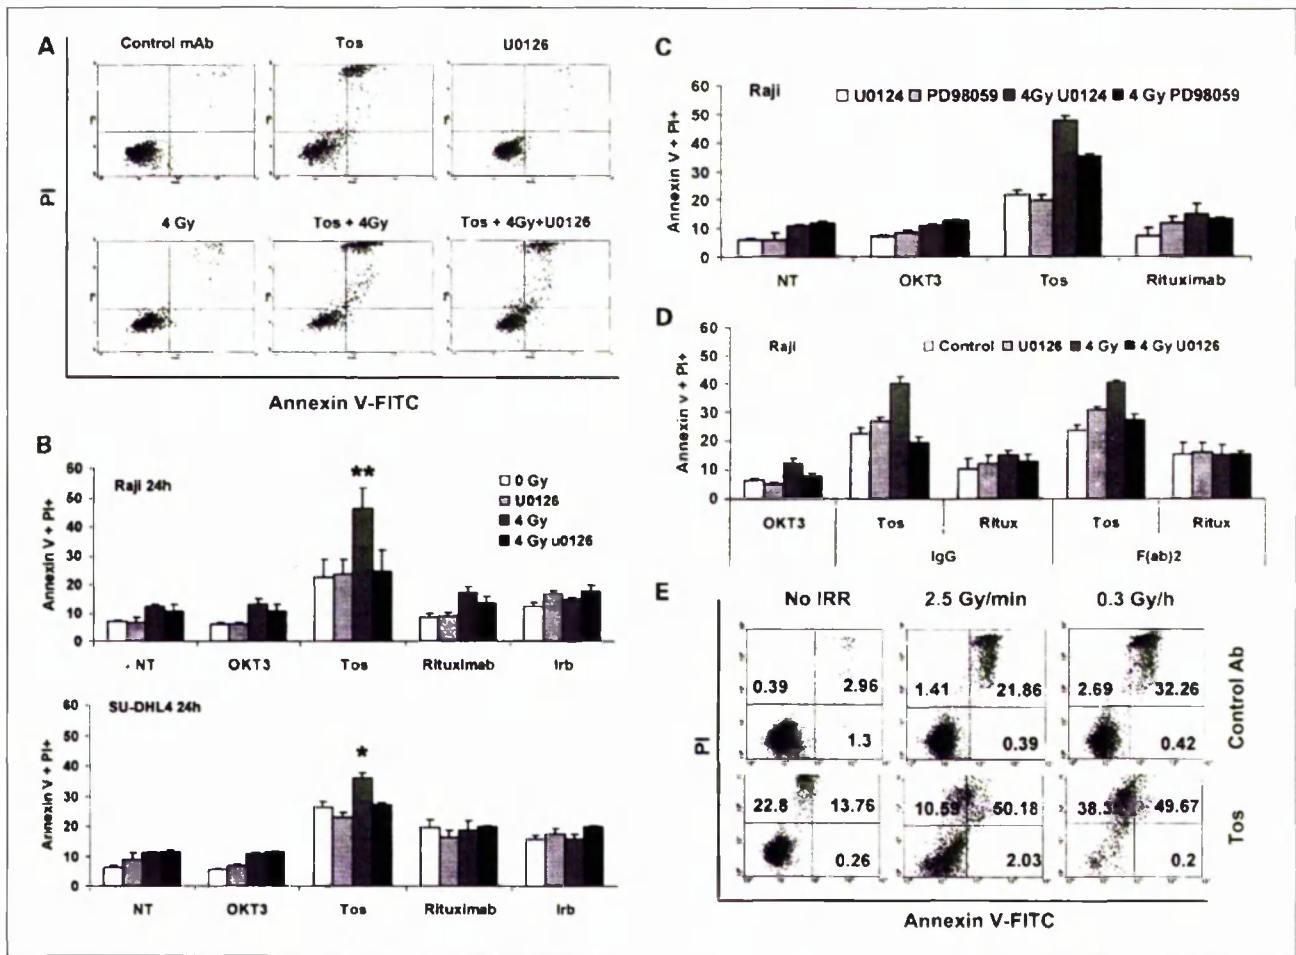 A
Control mAb Tos U0126
4 Gy Tos + 4Gy Tos + 4Gy+U0126
PI
Annexin V-FITC
B
Raji 24h
**
0 Gy
U0126
4 Gy
4 Gy u0126
Annexin V + PI+
60
50
40
30
20
10
0
NT OKT3 Tos Rituximab Irb
SU-DHL4 24h
*
Annexin V + PI+
60
50
40
30
20
10
0
NT OKT3 Tos Rituximab Irb
C
Raji U0124 PD98059 4Gy U0124 4 Gy PD98059
Annexin V + PI+
60
50
40
30
20
10
0
NT OKT3 Tos Rituximab
D
Raji Control U0126 4 Gy 4 Gy U0126
Annexin v + PI+
60
50
40
30
20
10
0
OKT3 Tos Ritux Tos Ritux
IgG F(ab)2
E
No IRR 2.5 Gy/min 0.3 Gy/h
0.39 2.96 1.41 21.86 2.69 32.26
1.3 0.39 0.42
Control Ab
22.8 13.76 10.59 50.18 38.3 49.67
0.26 2.03 0.2
Tos
PI
Annexin V-FITC